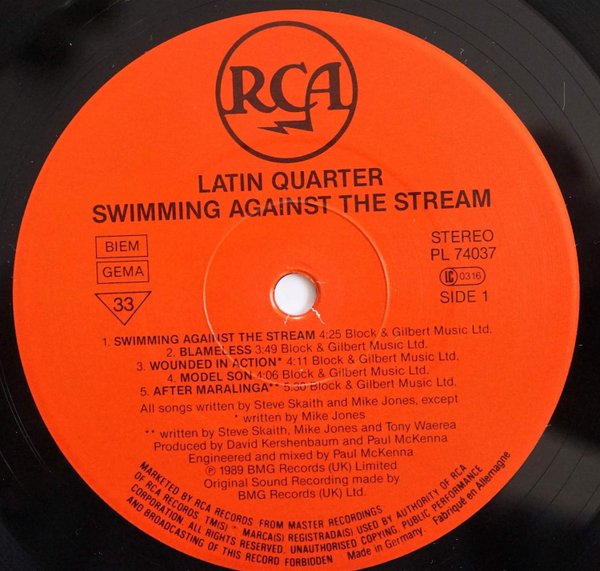 RCA
LATIN QUARTER
SWIMMING AGAINST THE STREAM
BIEM
GEMA
33
STEREO
PL 74037
LC 0316
SIDE 1
1. SWIMMING AGAINST THE STREAM 4:25 Block & Gilbert Music Ltd.
2. BLAMELESS 3:49 Block & Gilbert Music Ltd.
3. WOUNDED IN ACTION* 4:11 Block & Gilbert Music Ltd.
4. MODEL SON 4:06 Block & Gilbert Music Ltd.
5. AFTER MARALINGA** 5:30 Block & Gilbert Music Ltd.
All songs written by Steve Skaith and Mike Jones, except
* written by Mike Jones
** written by Steve Skaith, Mike Jones and Tony Waerea
Produced by David Kershenbaum and Paul McKenna
Engineered and mixed by Paul McKenna
℗ 1989 BMG Records (UK) Limited
Original Sound Recording made by
BMG Records (UK) Ltd.
MARKETED BY RCA RECORDS FROM MASTER RECORDINGS
OF RCA RECORDS. TM(S) ® MARCA(S) REGISTRADA(S) USED BY AUTHORITY OF RCA
CORPORATION. ALL RIGHTS RESERVED. UNAUTHORISED COPYING, PUBLIC PERFORMANCE
AND BROADCASTING OF THIS RECORD FORBIDDEN Made in Germany. Fabriqué en Allemagne